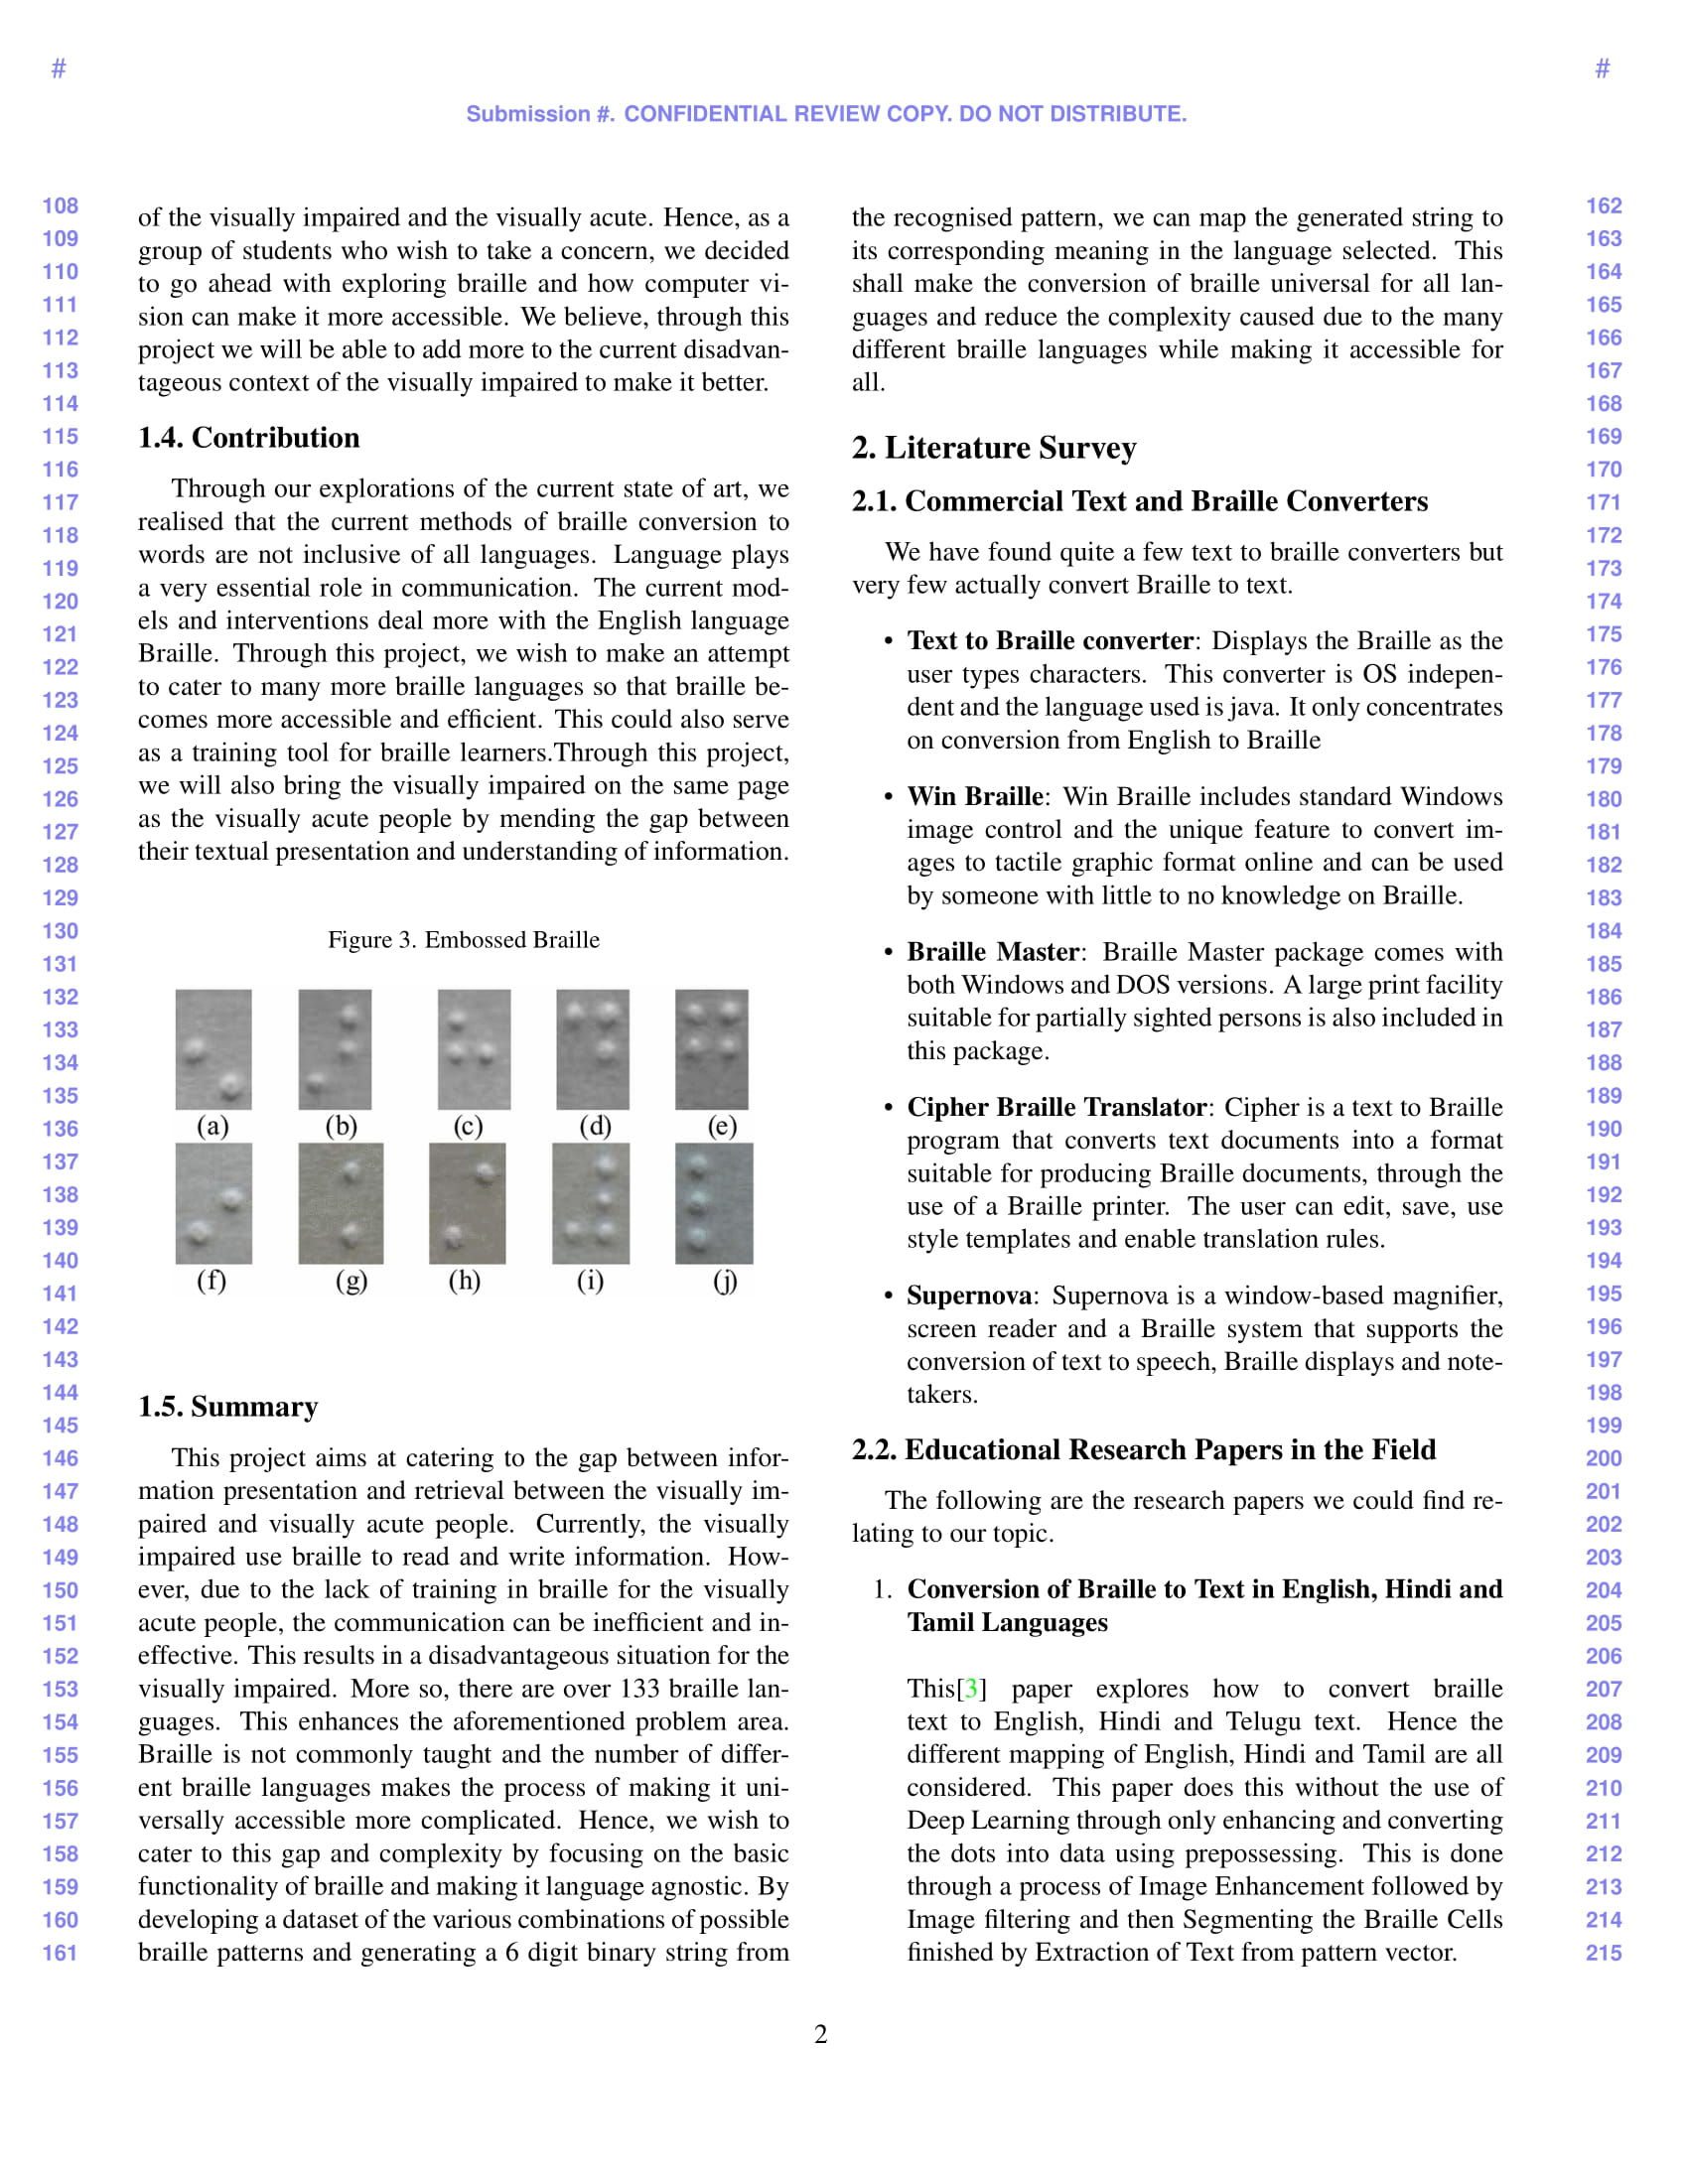 #
#
Submission #. CONFIDENTIAL REVIEW COPY. DO NOT DISTRIBUTE.
108
109
110
111
112
113
114
115
116
117
118
119
120
121
122
123
124
125
126
127
128
129
130
131
132
133
134
135
136
137
138
139
140
141
142
143
144
145
146
147
148
149
150
151
152
153
154
155
156
157
158
159
160
161
of the visually impaired and the visually acute. Hence, as a
group of students who wish to take a concern, we decided
to go ahead with exploring braille and how computer vi-
sion can make it more accessible. We believe, through this
project we will be able to add more to the current disadvan-
tageous context of the visually impaired to make it better.
1.4. Contribution
Through our explorations of the current state of art, we
realised that the current methods of braille conversion to
words are not inclusive of all languages. Language plays
a very essential role in communication. The current mod-
els and interventions deal more with the English language
Braille. Through this project, we wish to make an attempt
to cater to many more braille languages so that braille be-
comes more accessible and efficient. This could also serve
as a training tool for braille learners.Through this project,
we will also bring the visually impaired on the same page
as the visually acute people by mending the gap between
their textual presentation and understanding of information.
Figure 3. Embossed Braille
(a) (b) (c) (d) (e)
(f) (g) (h) (i) (j)
1.5. Summary
This project aims at catering to the gap between infor-
mation presentation and retrieval between the visually im-
paired and visually acute people. Currently, the visually
impaired use braille to read and write information. How-
ever, due to the lack of training in braille for the visually
acute people, the communication can be inefficient and in-
effective. This results in a disadvantageous situation for the
visually impaired. More so, there are over 133 braille lan-
guages. This enhances the aforementioned problem area.
Braille is not commonly taught and the number of differ-
ent braille languages makes the process of making it uni-
versally accessible more complicated. Hence, we wish to
cater to this gap and complexity by focusing on the basic
functionality of braille and making it language agnostic. By
developing a dataset of the various combinations of possible
braille patterns and generating a 6 digit binary string from
the recognised pattern, we can map the generated string to
its corresponding meaning in the language selected. This
shall make the conversion of braille universal for all lan-
guages and reduce the complexity caused due to the many
different braille languages while making it accessible for
all.
2. Literature Survey
2.1. Commercial Text and Braille Converters
We have found quite a few text to braille converters but
very few actually convert Braille to text.
• Text to Braille converter: Displays the Braille as the
user types characters. This converter is OS indepen-
dent and the language used is java. It only concentrates
on conversion from English to Braille
• Win Braille: Win Braille includes standard Windows
image control and the unique feature to convert im-
ages to tactile graphic format online and can be used
by someone with little to no knowledge on Braille.
• Braille Master: Braille Master package comes with
both Windows and DOS versions. A large print facility
suitable for partially sighted persons is also included in
this package.
• Cipher Braille Translator: Cipher is a text to Braille
program that converts text documents into a format
suitable for producing Braille documents, through the
use of a Braille printer. The user can edit, save, use
style templates and enable translation rules.
• Supernova: Supernova is a window-based magnifier,
screen reader and a Braille system that supports the
conversion of text to speech, Braille displays and note-
takers.
2.2. Educational Research Papers in the Field
The following are the research papers we could find re-
lating to our topic.
1. Conversion of Braille to Text in English, Hindi and
Tamil Languages
This[3] paper explores how to convert braille
text to English, Hindi and Telugu text. Hence the
different mapping of English, Hindi and Tamil are all
considered. This paper does this without the use of
Deep Learning through only enhancing and converting
the dots into data using prepossessing. This is done
through a process of Image Enhancement followed by
Image filtering and then Segmenting the Braille Cells
finished by Extraction of Text from pattern vector.
162
163
164
165
166
167
168
169
170
171
172
173
174
175
176
177
178
179
180
181
182
183
184
185
186
187
188
189
190
191
192
193
194
195
196
197
198
199
200
201
202
203
204
205
206
207
208
209
210
211
212
213
214
215
2